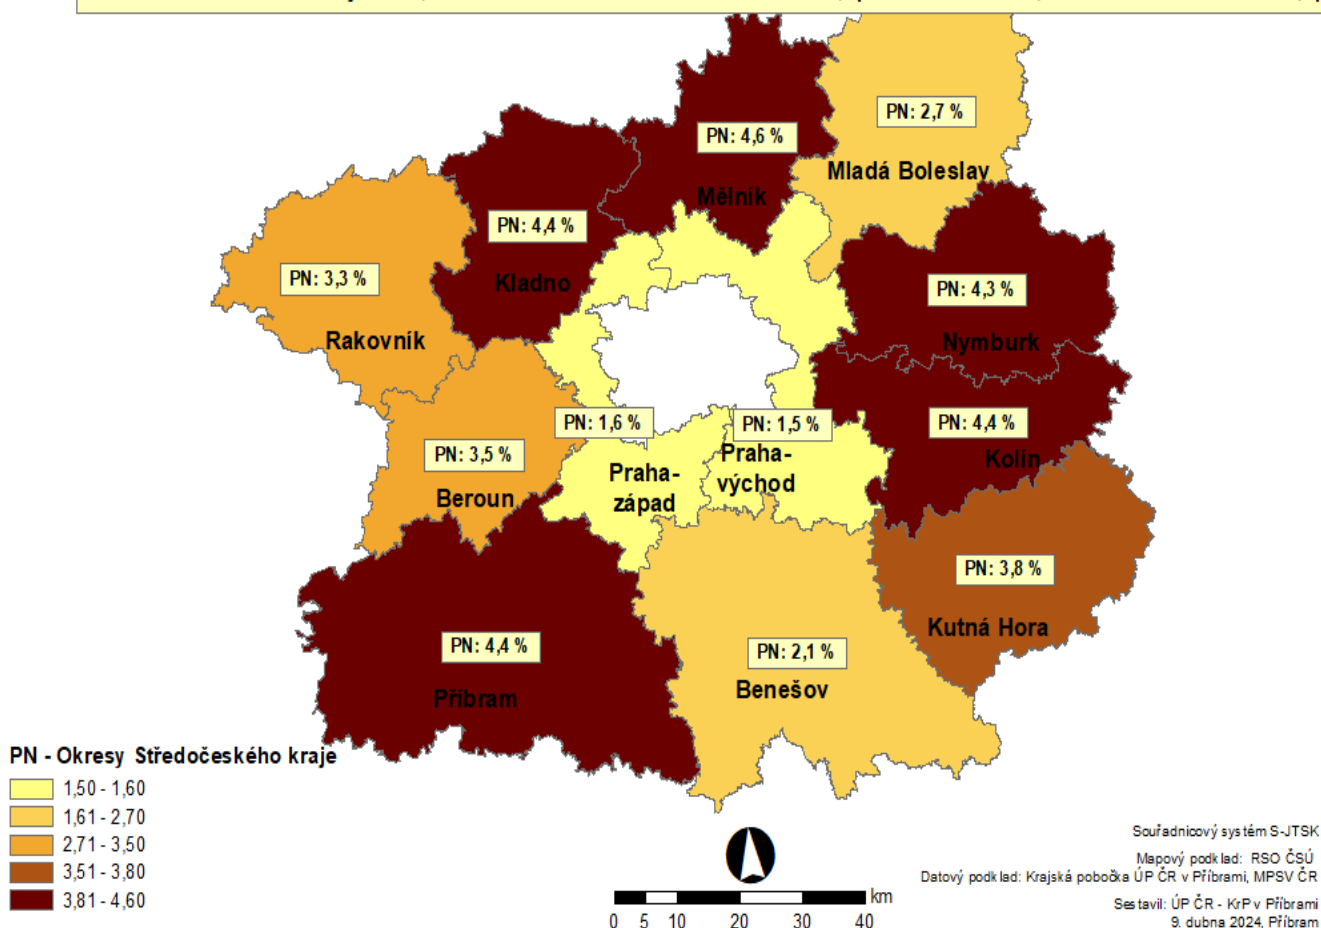 PN: 2,7 %
Mladá Boleslav
PN: 4,6 %
Mělník
PN: 4,4 %
Kladno
PN: 3,3 %
Rakovník
PN: 4,3 %
Nymburk
PN: 1,6 %
PN: 1,5 %
PN: 4,4 %
Kolín
PN: 3,5 %
Beroun
Praha-
západ
Praha-
východ
PN: 3,8 %
Kutná Hora
PN: 4,4 %
Příbram
PN: 2,1 %
Benešov
PN - Okresy Středočeského kraje
1,50 - 1,60
1,61 - 2,70
2,71 - 3,50
3,51 - 3,80
3,81 - 4,60
km
0 5 10 20 30 40
Souřadnicový systém S-JTSK
Mapový podklad: RSO ČSÚ
Datový podklad: Krajská pobočka ÚP ČR v Příbrami, MPSV ČR
Sestavil: ÚP ČR - KrP v Příbrami
9. dubna 2024, Příbram